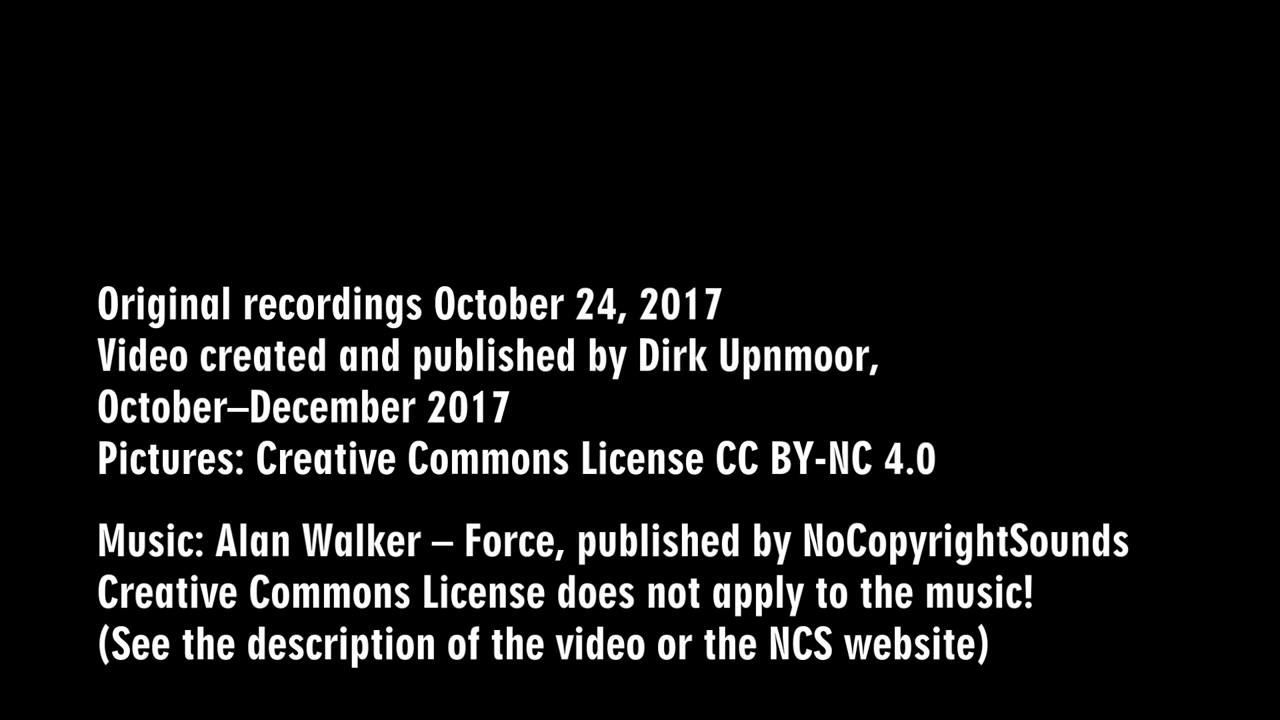 Original recordings October 24, 2017
Video created and published by Dirk Upnmoor,
October–December 2017
Pictures: Creative Commons License CC BY-NC 4.0
Music: Alan Walker – Force, published by NoCopyrightSounds
Creative Commons License does not apply to the music!
(See the description of the video or the NCS website)